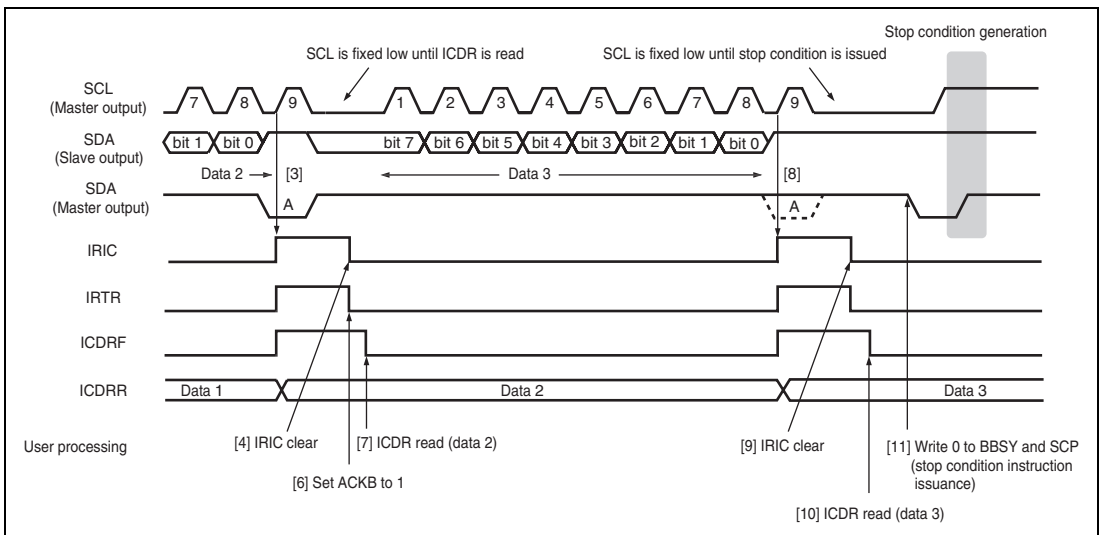 Stop condition generation
SCL is fixed low until ICDR is read
SCL is fixed low until stop condition is issued
SCL
(Master output)
7 8 9 1 2 3 4 5 6 7 8 9
SDA
(Slave output)
bit 1 bit 0 bit 7 bit 6 bit 5 bit 4 bit 3 bit 2 bit 1 bit 0
Data 2 [3] Data 3 [8]
SDA
(Master output)
A A
IRIC
IRTR
ICDRF
ICDRR Data 1 Data 2 Data 3
User processing
[4] IRIC clear
[7] ICDR read (data 2)
[9] IRIC clear
[11] Write 0 to BBSY and SCP
(stop condition instruction
issuance)
[6] Set ACKB to 1
[10] ICDR read (data 3)